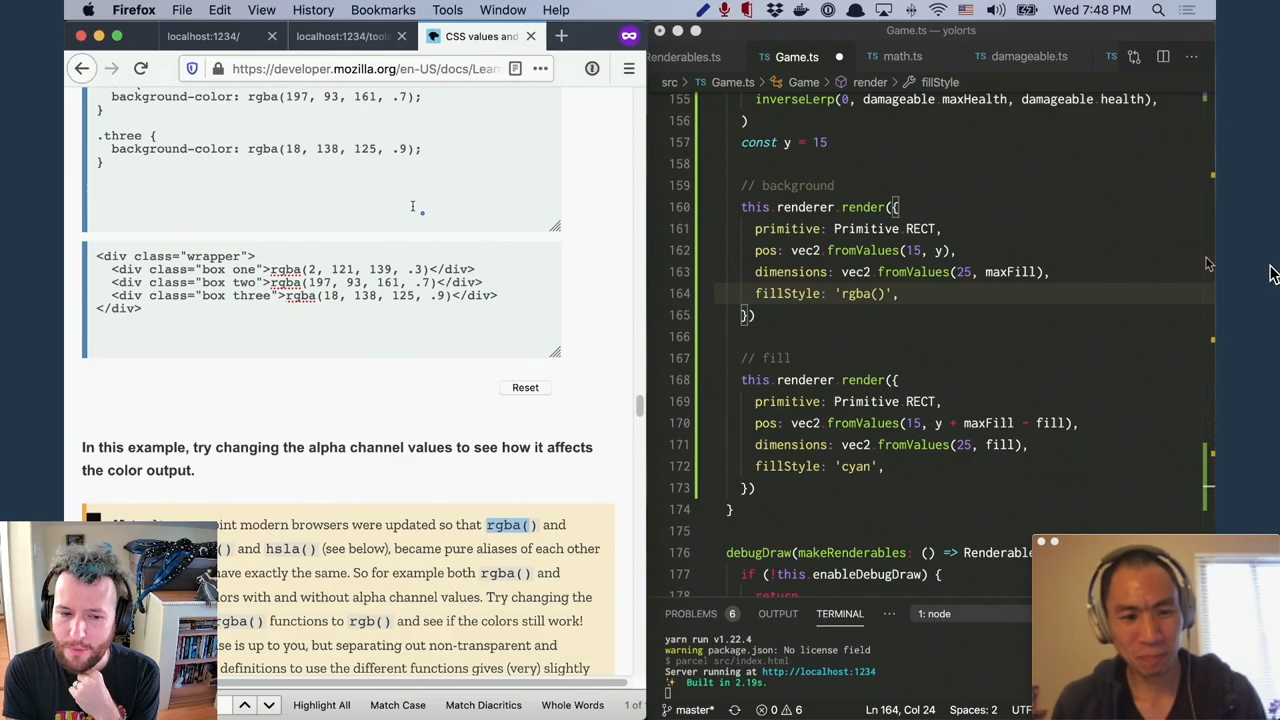 Firefox File Edit View History Bookmarks Tools Window Help Wed 7:48 PM
localhost:1234/ localhost:1234/tools CSS values and
https://developer.mozilla.org/en-US/docs/Lear
background-color: rgba(197, 93, 161, .7);
}
.three {
background-color: rgba(18, 138, 125, .9);
}
<div class="wrapper">
<div class="box one">rgba(2, 121, 139, .3)</div>
<div class="box two">rgba(197, 93, 161, .7)</div>
<div class="box three">rgba(18, 138, 125, .9)</div>
</div>
Reset
In this example, try changing the alpha channel values to see how it affects
the color output.
int modern browsers were updated so that rgba() and
() and hsla() (see below), became pure aliases of each other
have exactly the same. So for example both rgba() and
ors with and without alpha channel values. Try changing the
rgba() functions to rgb() and see if the colors still work!
se is up to you, but separating out non-transparent and
definitions to use the different functions gives (very) slightly
Highlight All Match Case Match Diacritics Whole Words 1 of
Game.ts — yolorts
Renderables.ts Game.ts math.ts damageable.ts
src > Game.ts > Game > render > fillStyle
155 inverseLerp(0, damageable.maxHealth, damageable.health),
156 )
157 const y = 15
158
159 // background
160 this.renderer.render({
161 primitive: Primitive.RECT,
162 pos: vec2.fromValues(15, y),
163 dimensions: vec2.fromValues(25, maxFill),
164 fillStyle: 'rgba()',
165 })
166
167 // fill
168 this.renderer.render({
169 primitive: Primitive.RECT,
170 pos: vec2.fromValues(15, y + maxFill - fill),
171 dimensions: vec2.fromValues(25, fill),
172 fillStyle: 'cyan',
173 })
174 }
175
176 debugDraw(makeRenderables: () => Renderable
177 if (!this.enableDebugDraw) {
178 return
PROBLEMS 6 OUTPUT TERMINAL 1: node
yarn run v1.22.4
warning package.json: No license field
$ parcel src/index.html
Server running at http://localhost:1234
Built in 2.19s.
master* 0 6 Ln 164, Col 24 Spaces: 2 UTF